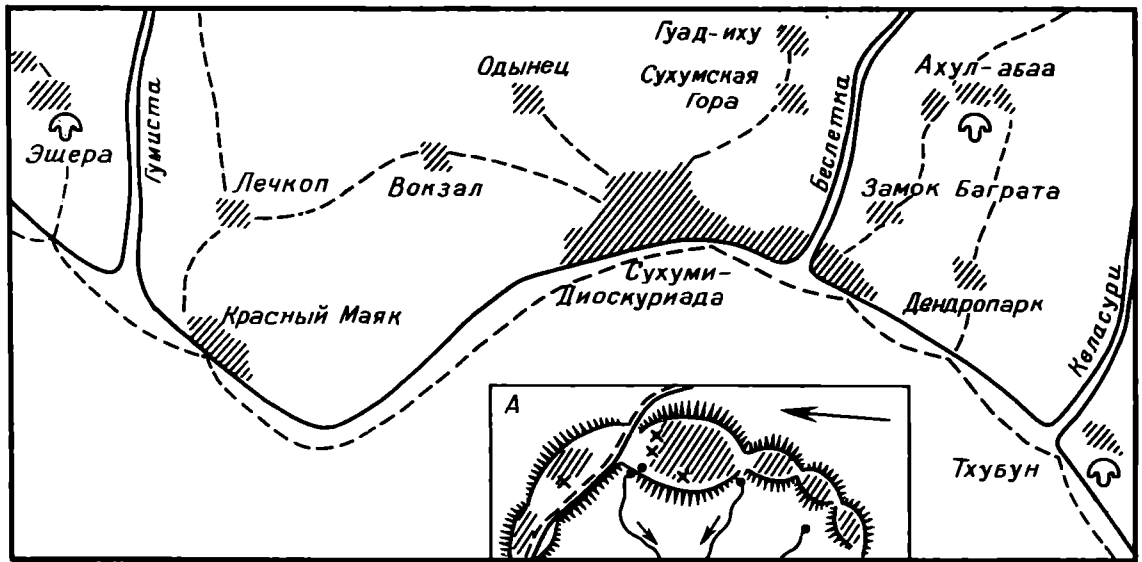 Гуад-иху
Одынец
Сухумская
Гора
Ахул-абаа
Эшера
Гумиста
Беслетка
Лечкоп
Вокзал
Замок Баграта
Сухуми-
Диоскуриада
Красный Маяк
Дендропарк
Келасури
А
Тхубун